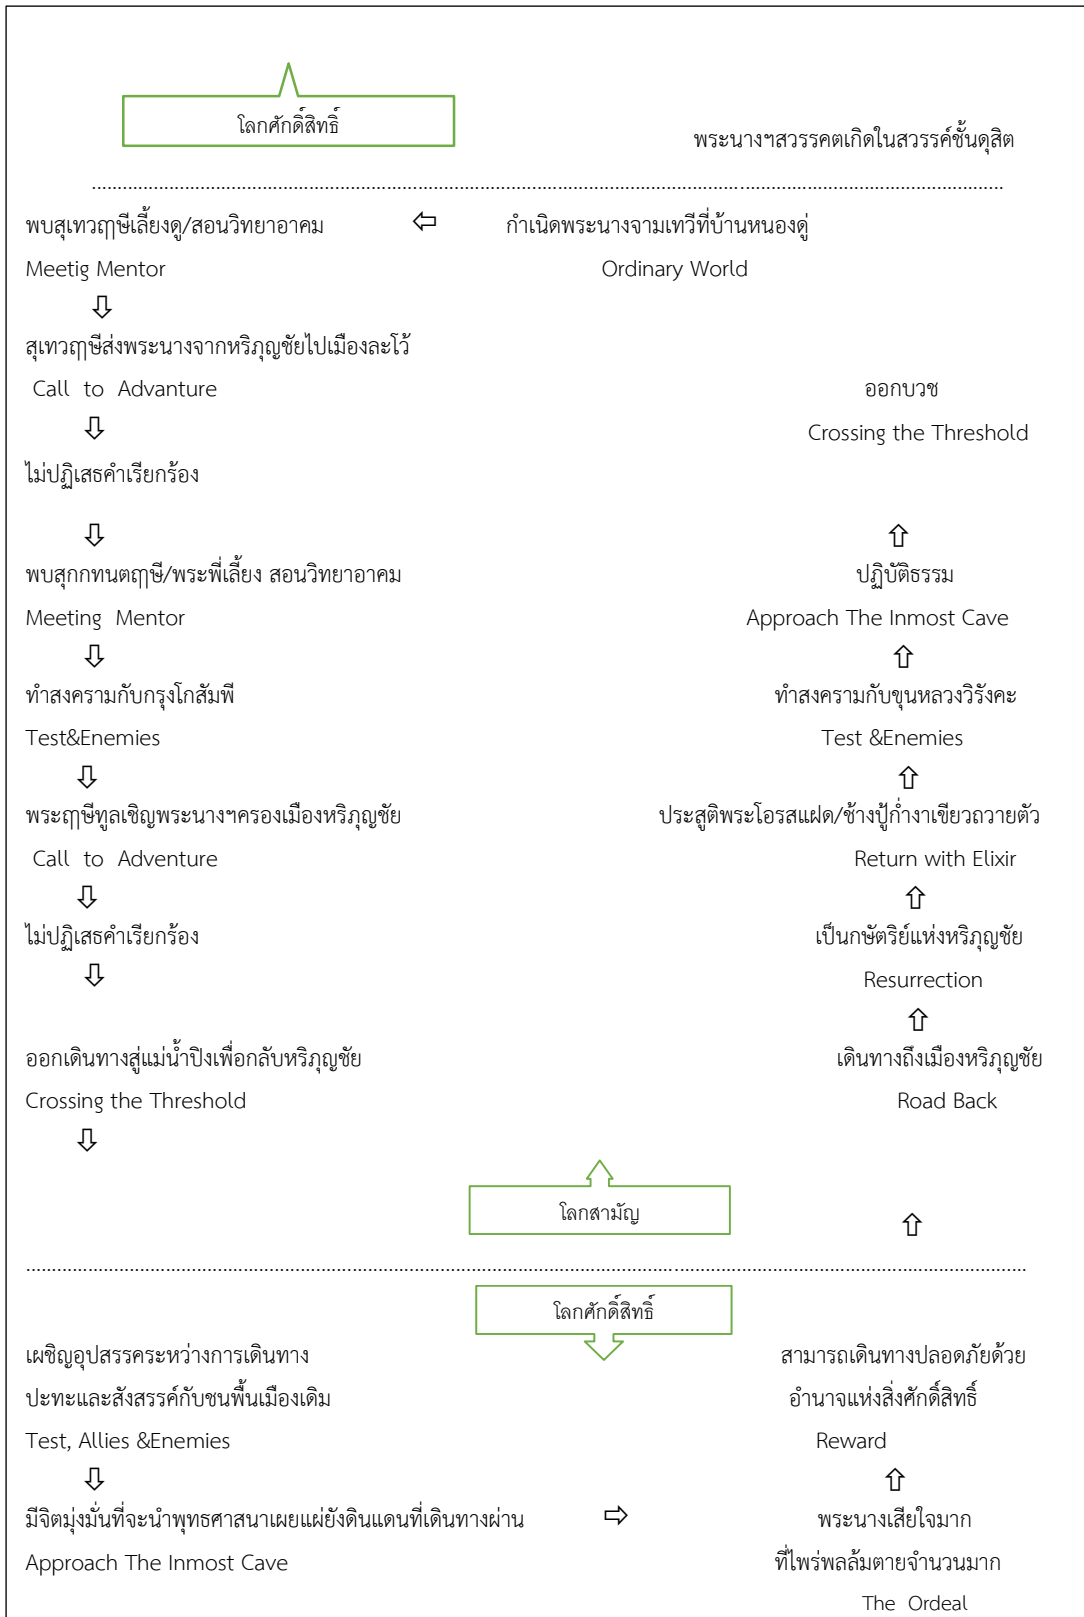 โลกศักดิ์สิทธิ์
พระนางฯสวรรคตเกิดในสวรรค์ชั้นดุสิต
พบสุเทวฤๅษีเลี้ยงดู/สอนวิทยาอาคม
กำเนิดพระนางจามเทวีที่บ้านหนองดู่
Meetig Mentor
Ordinary World
สุเทวฤๅษีส่งพระนางจากหริภุญชัยไปเมืองละโว้
Call to Advanture
ออกบวช
Crossing the Threshold
ไม่ปฏิเสธคำเรียกร้อง
พบสุกกทนตฤๅษี/พระพี่เลี้ยง สอนวิทยาอาคม
ปฏิบัติธรรม
Meeting Mentor
Approach The Inmost Cave
ทำสงครามกับกรุงโกสัมพี
ทำสงครามกับขุนหลวงวิรังคะ
Test&Enemies
Test &Enemies
พระฤๅษีทูลเชิญพระนางฯครองเมืองหริภุญชัย
ประสูติพระโอรสแฝด/ช้างปู้ก่ำงาเขียวถวายตัว
Call to Adventure
Return with Elixir
ไม่ปฏิเสธคำเรียกร้อง
เป็นกษัตริย์แห่งหริภุญชัย
Resurrection
ออกเดินทางสู่แม่น้ำปิงเพื่อกลับหริภุญชัย
เดินทางถึงเมืองหริภุญชัย
Crossing the Threshold
Road Back
โลกสามัญ
โลกศักดิ์สิทธิ์
เผชิญอุปสรรคระหว่างการเดินทาง
สามารถเดินทางปลอดภัยด้วย
ปะทะและสังสรรค์กับชนพื้นเมืองเดิม
อำนาจแห่งสิ่งศักดิ์สิทธิ์
Test, Allies &Enemies
Reward
มีจิตมุ่งมั่นที่จะนำพุทธศาสนาเผยแผ่ยังดินแดนที่เดินทางผ่าน
พระนางเสียใจมาก
Approach The Inmost Cave
ที่ไพร่พลล้มตายจำนวนมาก
The Ordeal